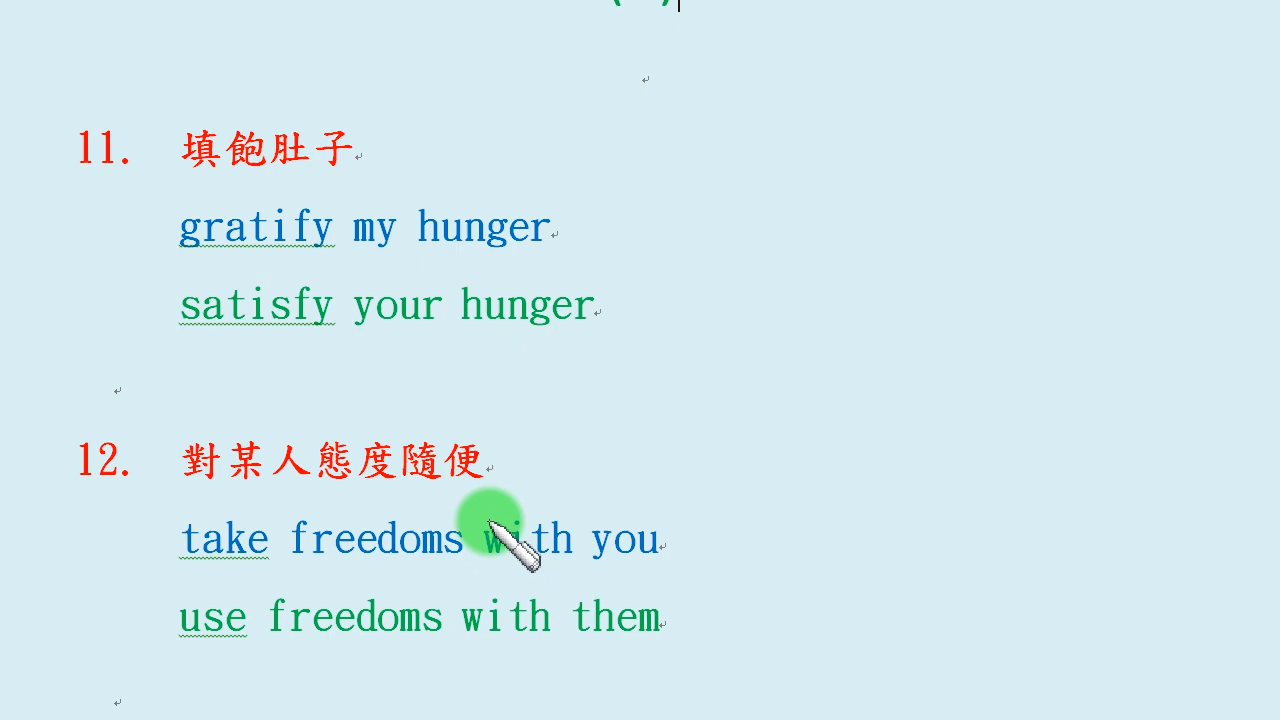 11. 填飽肚子
gratify my hunger
satisfy your hunger
12. 對某人態度隨便
take freedoms with you
use freedoms with them